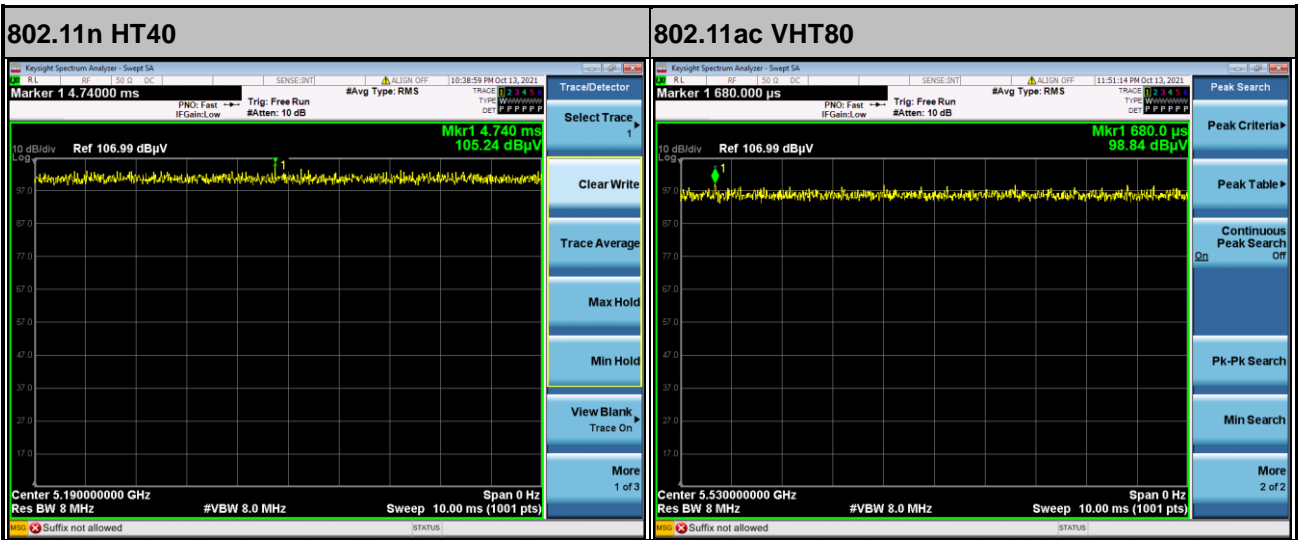 802.11n HT40
Keysight Spectrum Analyzer - Swept SA
RL RF 50 Ω DC SENSE:INT ALIGN OFF 10:38:59 PM Oct 13, 2021
Marker 1 4.74000 ms
PNO: Fast
IFGain:Low
Trig: Free Run
#Atten: 10 dB
#Avg Type: RMS
TRACE 1 2 3 4 5 6
TYPE WWWWWW
DET P P P P P P
Mkr1 4.740 ms
105.24 dBµV
10 dB/div Ref 106.99 dBµV
Log
1
97.0
87.0
77.0
67.0
57.0
47.0
37.0
27.0
17.0
Center 5.190000000 GHz Span 0 Hz
Res BW 8 MHz #VBW 8.0 MHz Sweep 10.00 ms (1001 pts)
MSG Suffix not allowed STATUS
Trace/Detector
Select Trace
1
Clear Write
Trace Average
Max Hold
Min Hold
View Blank
Trace On
More
1 of 3
802.11ac VHT80
Keysight Spectrum Analyzer - Swept SA
RL RF 50 Ω DC SENSE:INT ALIGN OFF 11:51:14 PM Oct 13, 2021
Marker 1 680.000 µs
PNO: Fast
IFGain:Low
Trig: Free Run
#Atten: 10 dB
#Avg Type: RMS
TRACE 1 2 3 4 5 6
TYPE WWWWWW
DET P P P P P P
Mkr1 680.0 µs
98.84 dBµV
10 dB/div Ref 106.99 dBµV
Log
1
97.0
87.0
77.0
67.0
57.0
47.0
37.0
27.0
17.0
Center 5.530000000 GHz Span 0 Hz
Res BW 8 MHz #VBW 8.0 MHz Sweep 10.00 ms (1001 pts)
MSG Suffix not allowed STATUS
Peak Search
Peak Criteria
Peak Table
Continuous
Peak Search
On Off
Pk-Pk Search
Min Search
More
2 of 2